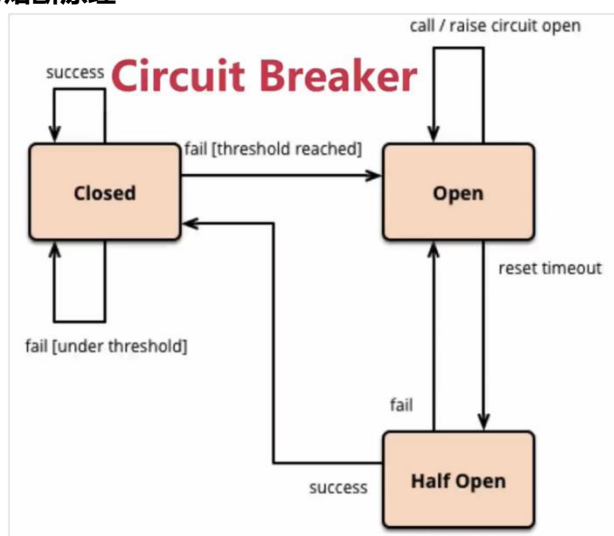 call / raise circuit open
success
Circuit Breaker
fail [threshold reached]
Closed
Open
reset timeout
fail [under threshold]
fail
Half Open
success